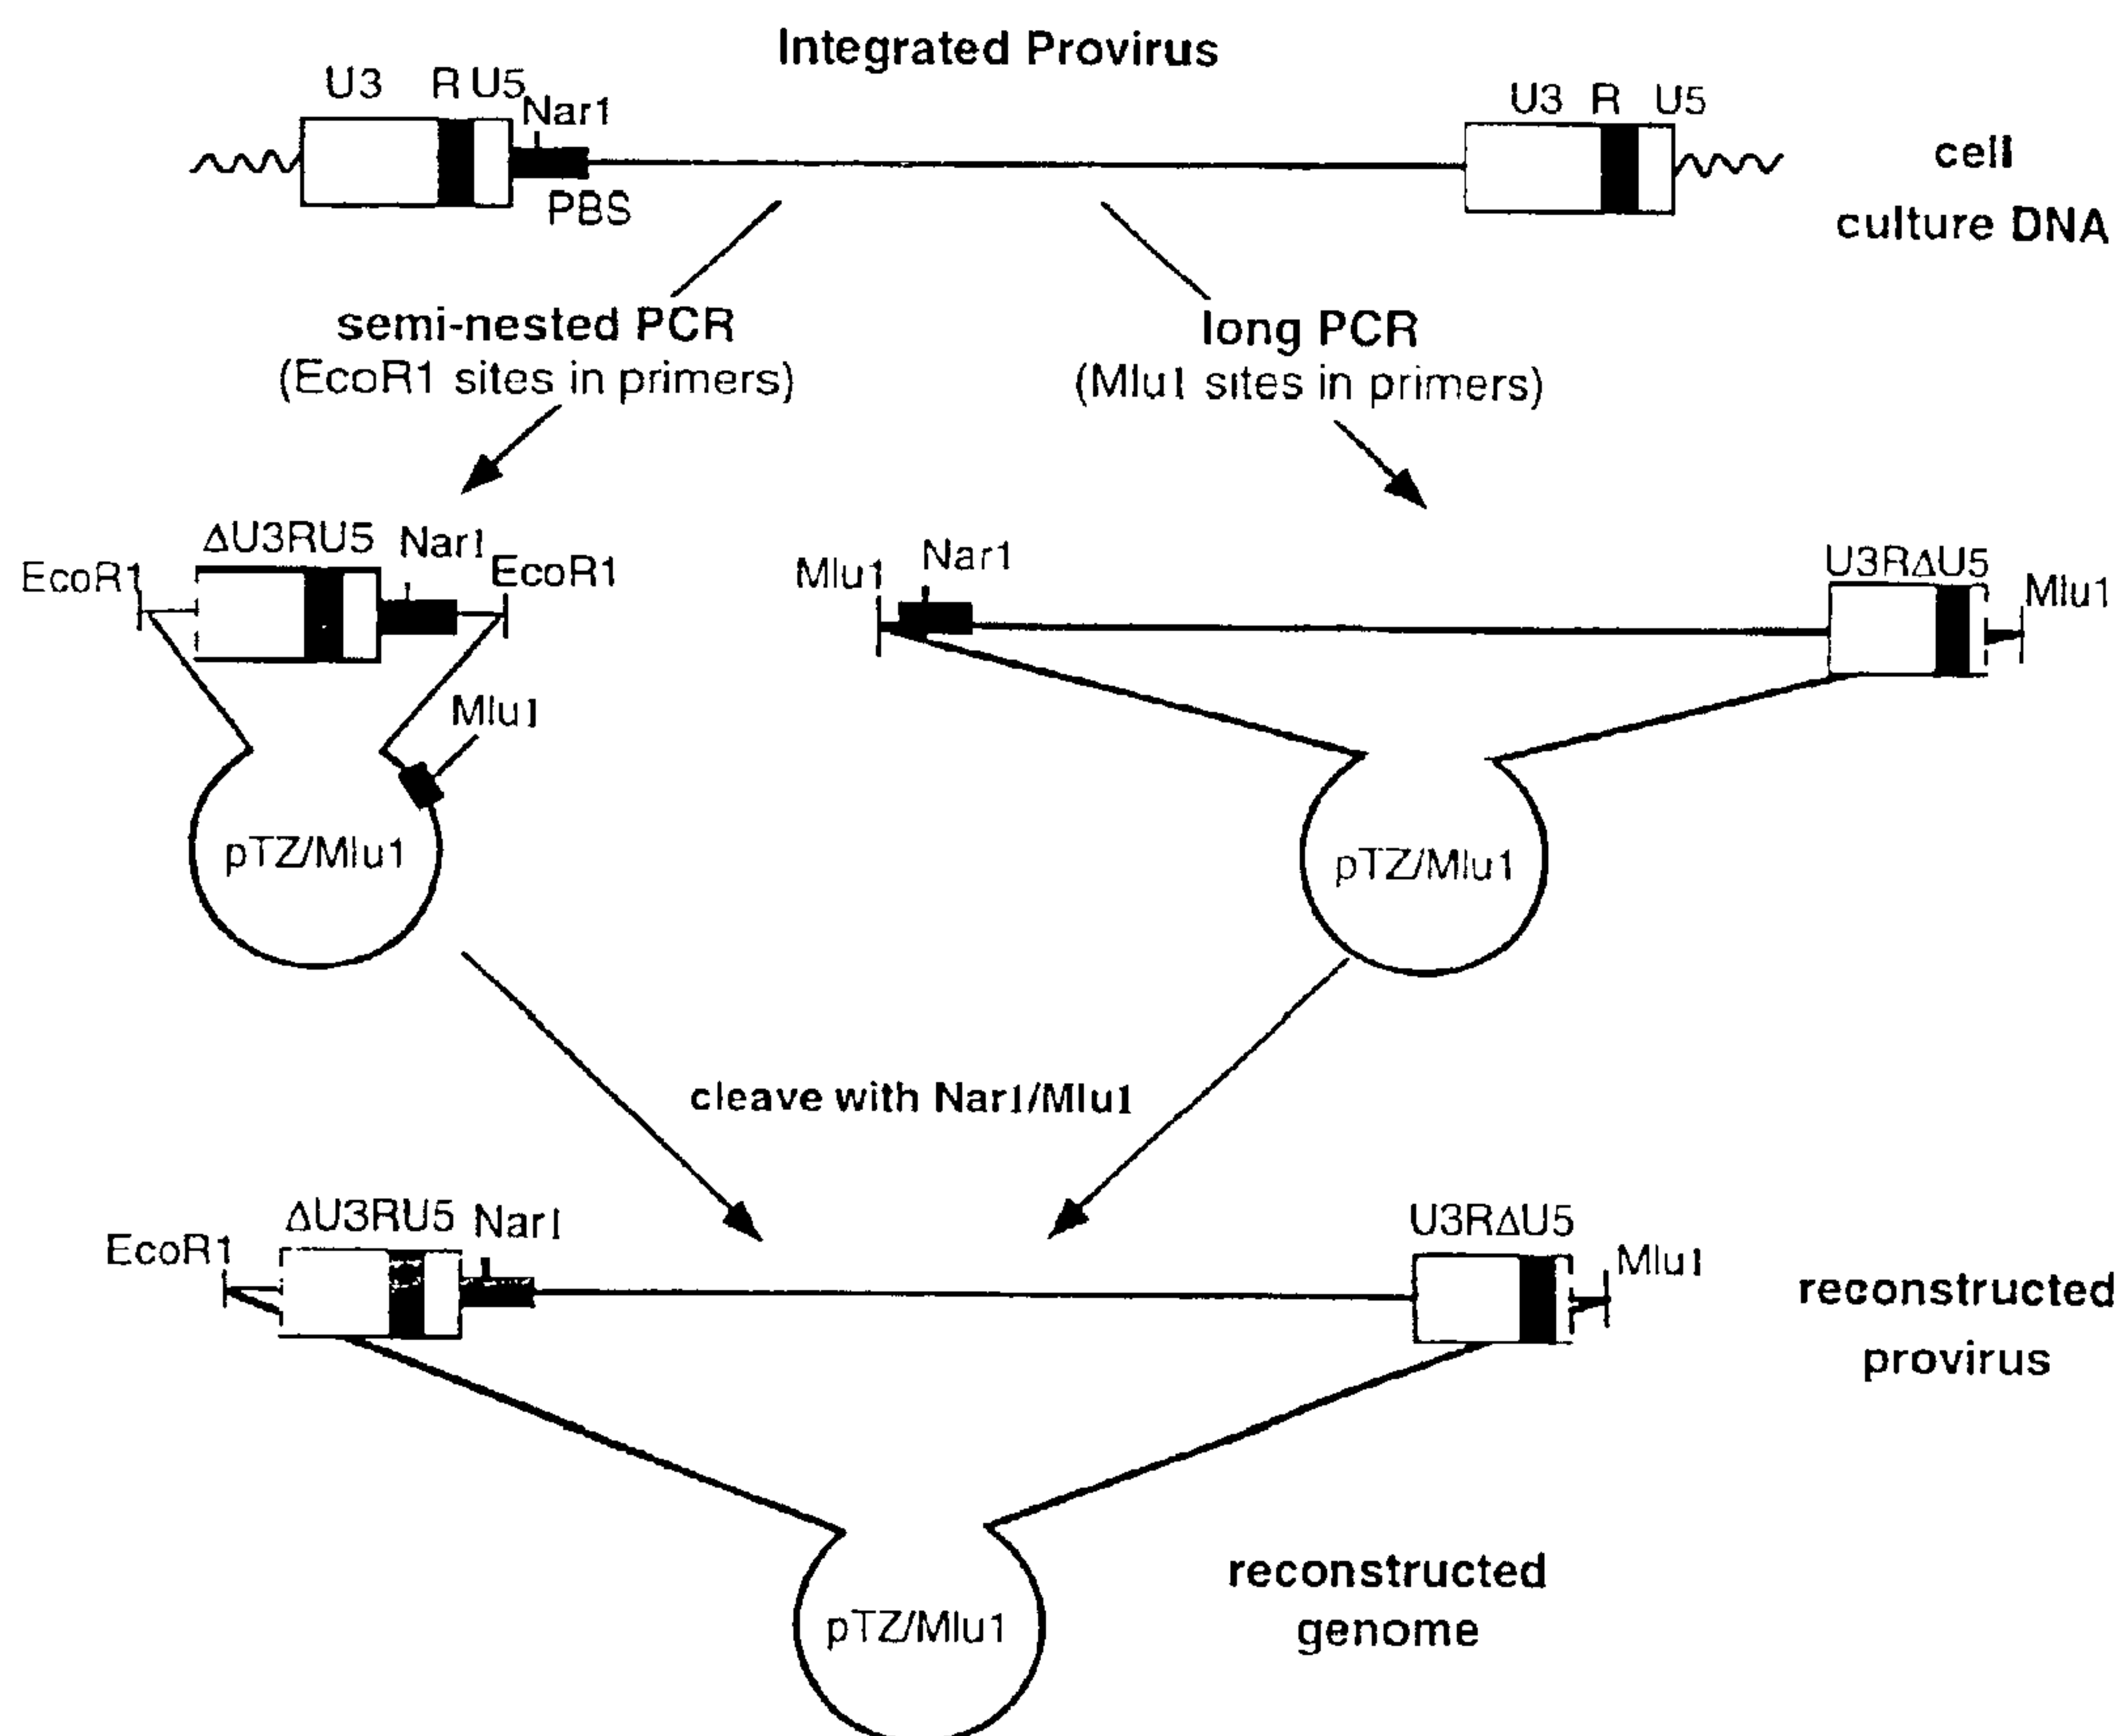 Integrated Provirus
U3 R U5
Nar1
PBS
U3 R U5
cell
culture DNA
semi-nested PCR
(EcoR1 sites in primers)
long PCR
(Mlu1 sites in primers)
EcoR1
ΔU3RU5
Nar1
EcoR1
Mlu1
pTZ/Mlu1
Mlu1
Nar1
U3RΔU5
Mlu1
pTZ/Mlu1
cleave with Nar1/Mlu1
EcoR1
ΔU3RU5
Nar1
U3RΔU5
Mlu1
reconstructed
provirus
pTZ/Mlu1
reconstructed
genome